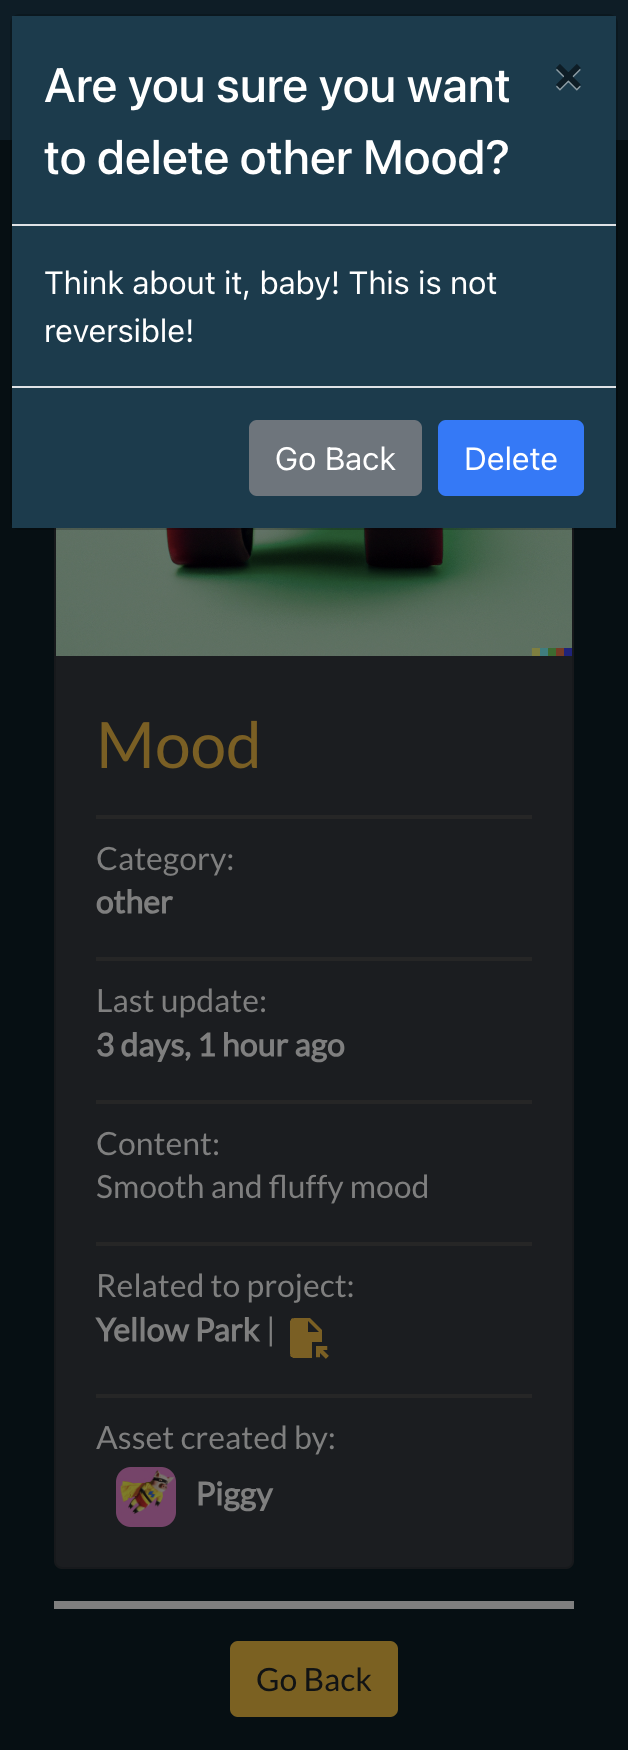 Are you sure you want
to delete other Mood?
×
Think about it, baby! This is not
reversible!
Go Back
Delete
Mood
Category:
other
Last update:
3 days, 1 hour ago
Content:
Smooth and fluffy mood
Related to project:
Yellow Park |
Asset created by:
Piggy
Go Back